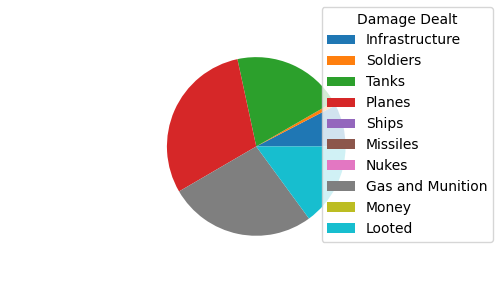 Damage Dealt
Infrastructure
Soldiers
Tanks
Planes
Ships
Missiles
Nukes
Gas and Munition
Money
Looted